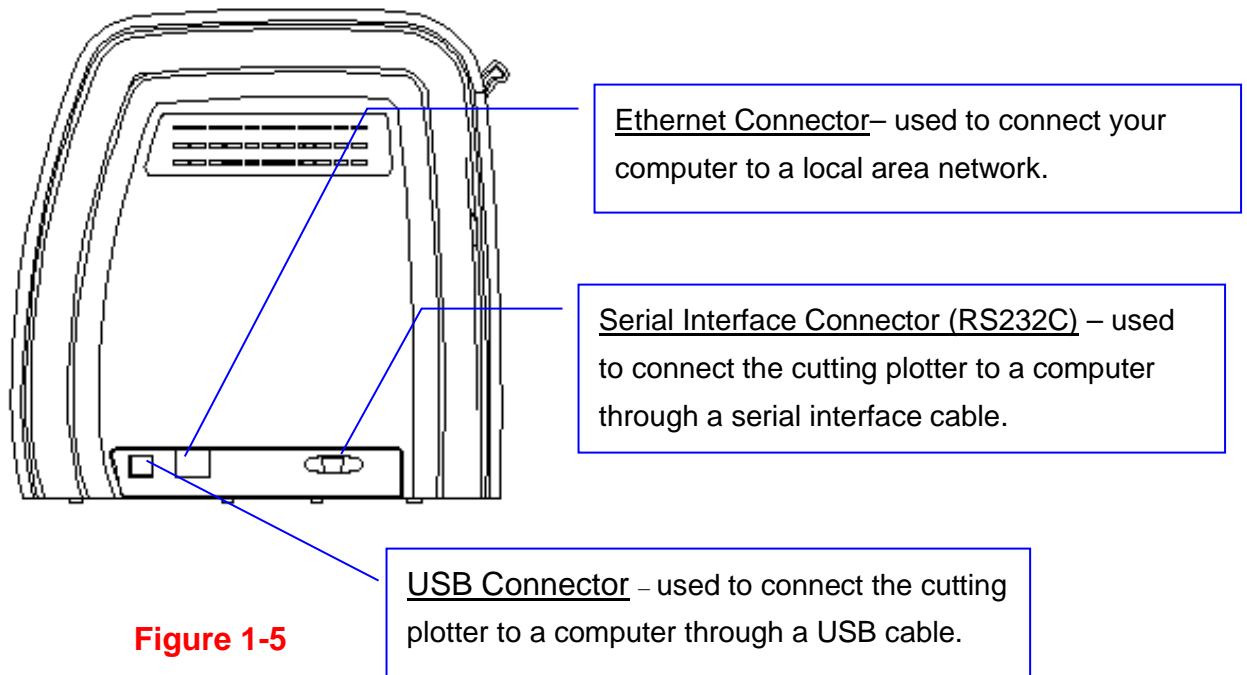 Ethernet Connector– used to connect your
computer to a local area network.
Serial Interface Connector (RS232C) – used
to connect the cutting plotter to a computer
through a serial interface cable.
USB Connector – used to connect the cutting
plotter to a computer through a USB cable.
Figure 1-5